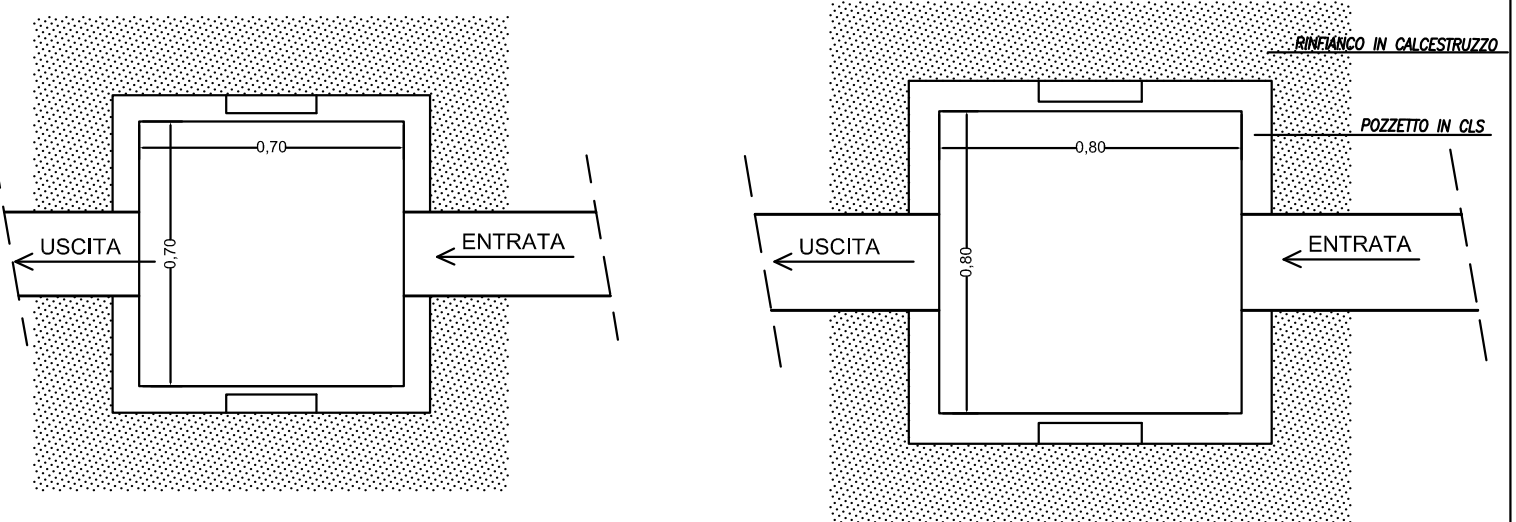 RINFIANCO IN CALCESTRUZZO
POZZETTO IN CLS
0,70
0,70
USCITA
ENTRATA
0,80
0,80
USCITA
ENTRATA